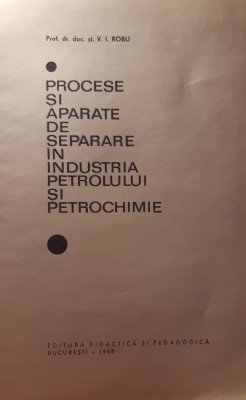 Prof. dr. doc. șt. V. I. ROBU
PROCESE
ȘI
APARATE
DE
SEPARARE
ÎN
INDUSTRIA
PETROLULUI
ȘI
PETROCHIMIE
EDITURA DIDACTICĂ ȘI PEDAGOGICĂ,
BUCUREȘTI – 1968